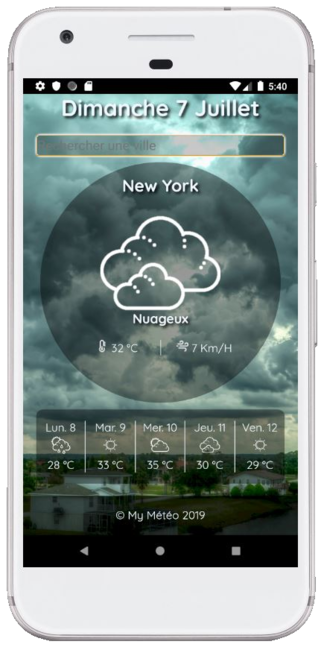 5:40
Dimanche 7 Juillet
Rechercher une ville
New York
Nuageux
32 °C 7 Km/H
Lun. 8 Mar. 9 Mer. 10 Jeu. 11 Ven. 12
28 °C 33 °C 35 °C 30 °C 29 °C
© My Météo 2019